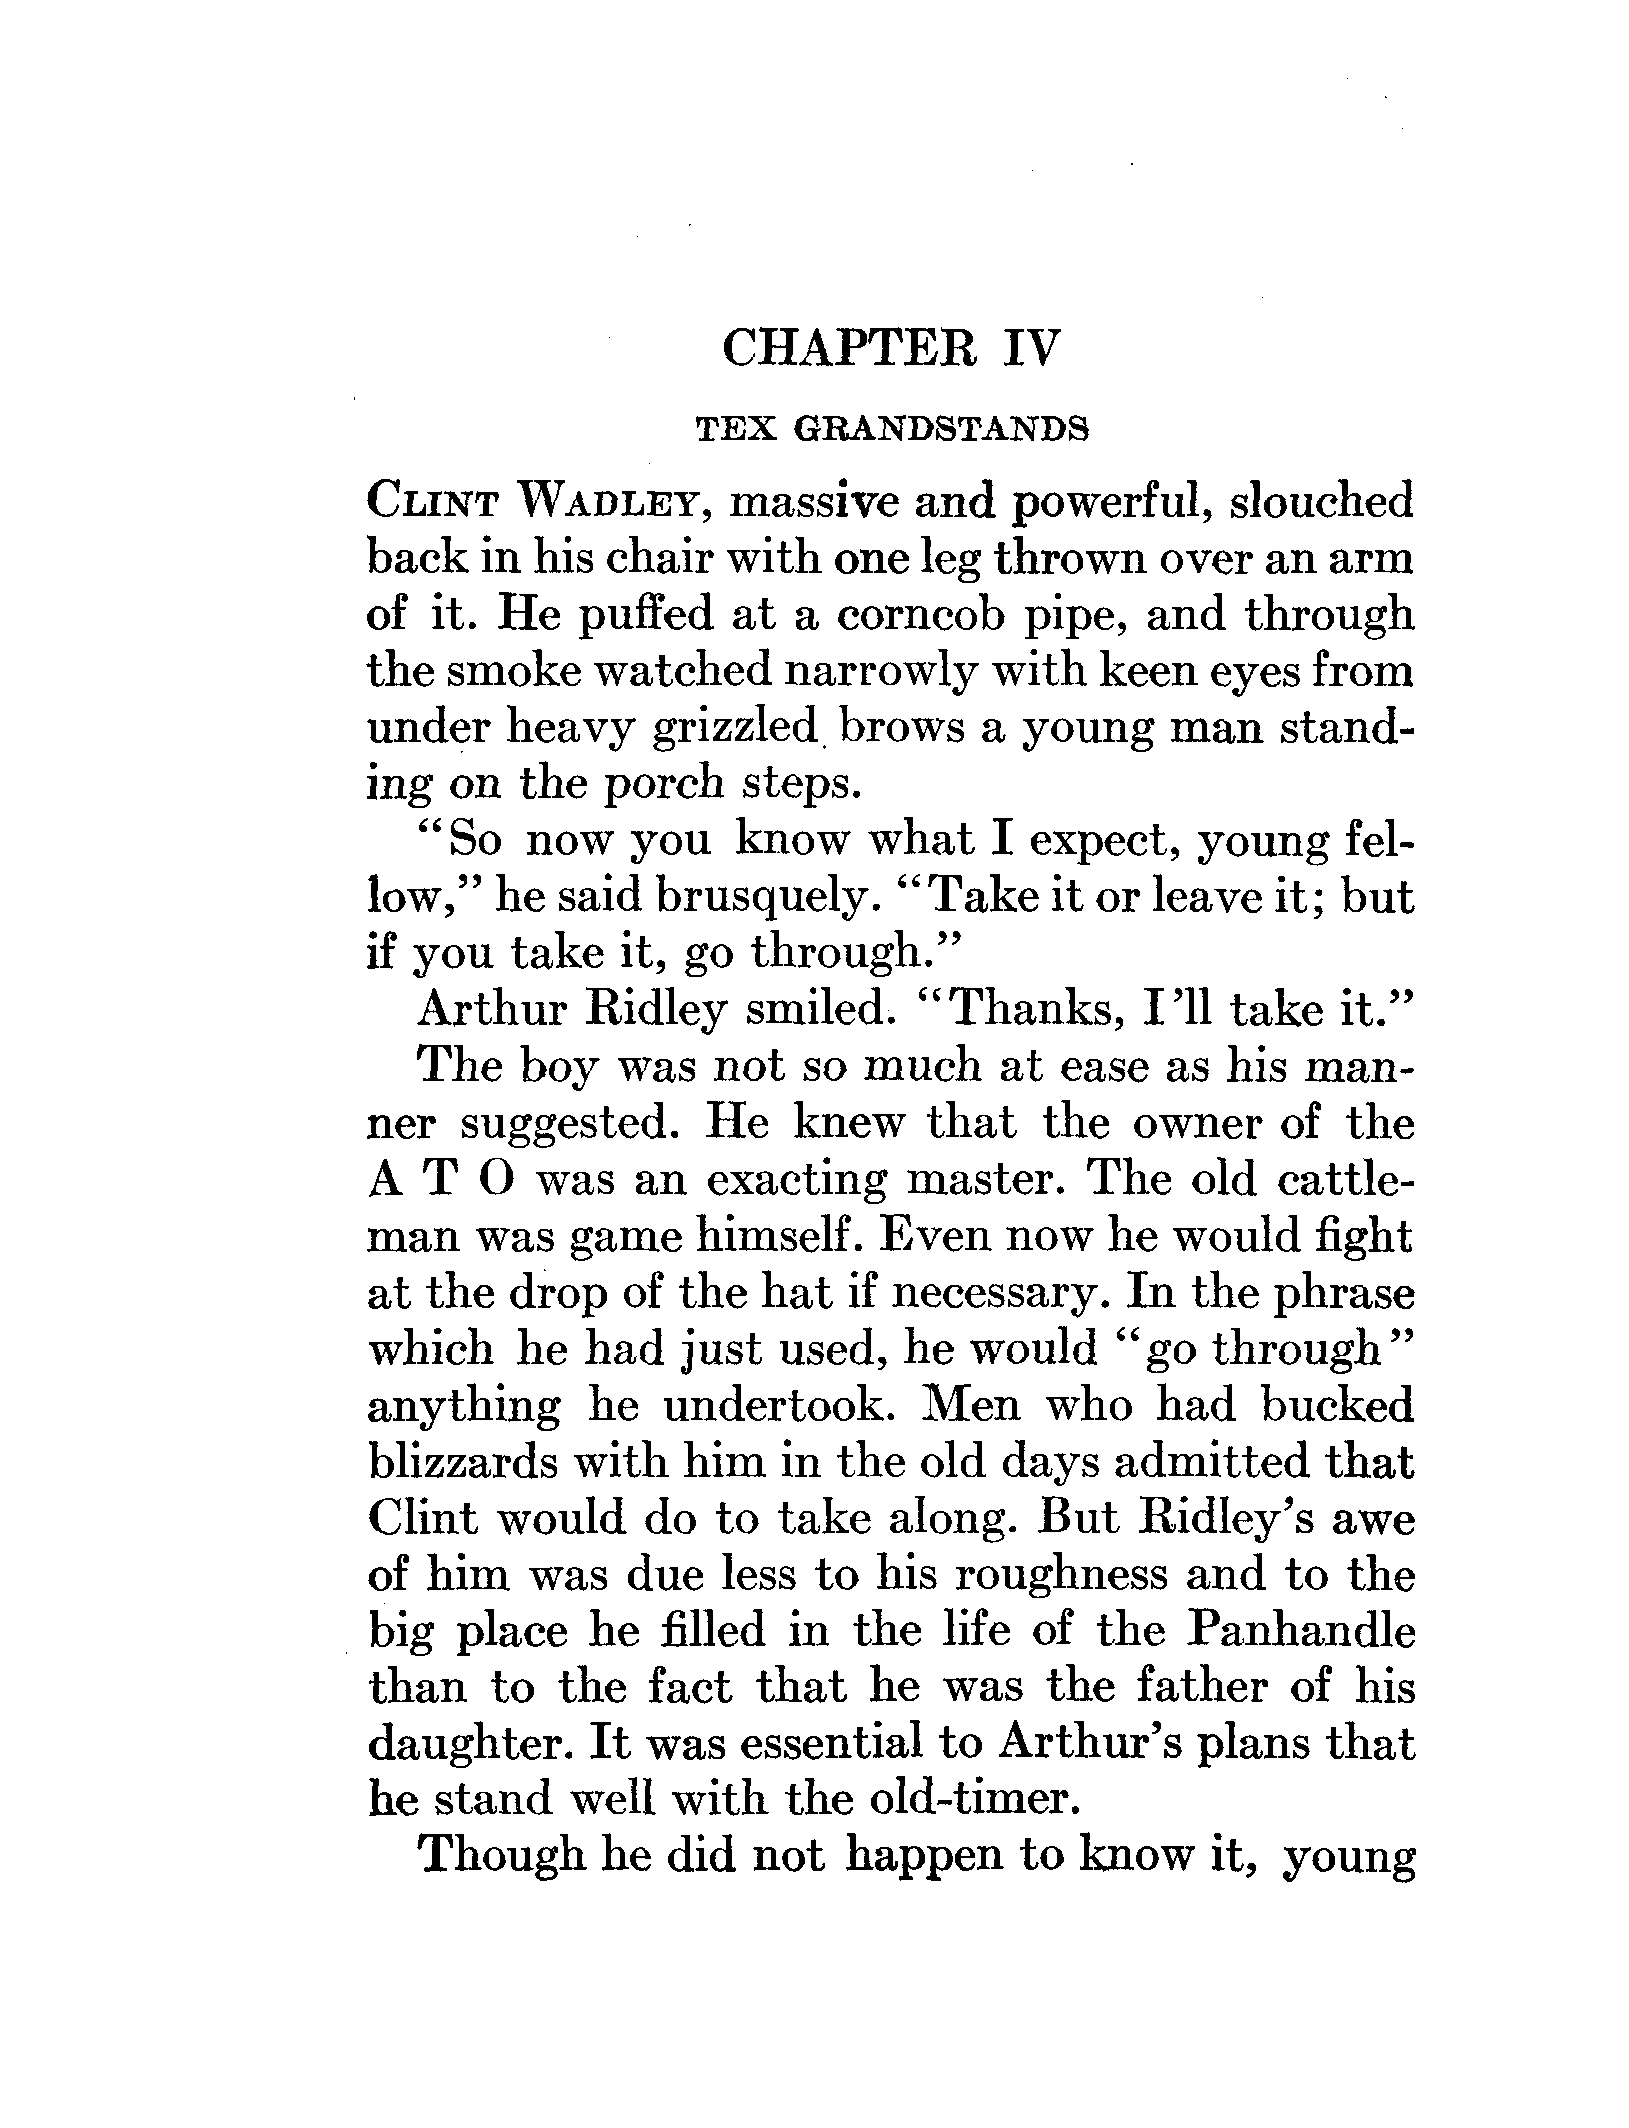 CHAPTER IV
TEX GRANDSTANDS
CLINT WADLEY, massive and powerful, slouched
back in his chair with one leg thrown over an arm
of it. He puffed at a corncob pipe, and through
the smoke watched narrowly with keen eyes from
under heavy grizzled brows a young man stand-
ing on the porch steps.
“So now you know what I expect, young fel-
low,” he said brusquely. “Take it or leave it; but
if you take it, go through.”
Arthur Ridley smiled. “Thanks, I’ll take it.”
The boy was not so much at ease as his man-
ner suggested. He knew that the owner of the
A T O was an exacting master. The old cattle-
man was game himself. Even now he would fight
at the drop of the hat if necessary. In the phrase
which he had just used, he would “go through”
anything he undertook. Men who had bucked
blizzards with him in the old days admitted that
Clint would do to take along. But Ridley’s awe
of him was due less to his roughness and to the
big place he filled in the life of the Panhandle
than to the fact that he was the father of his
daughter. It was essential to Arthur’s plans that
he stand well with the old-timer.
Though he did not happen to know it, young